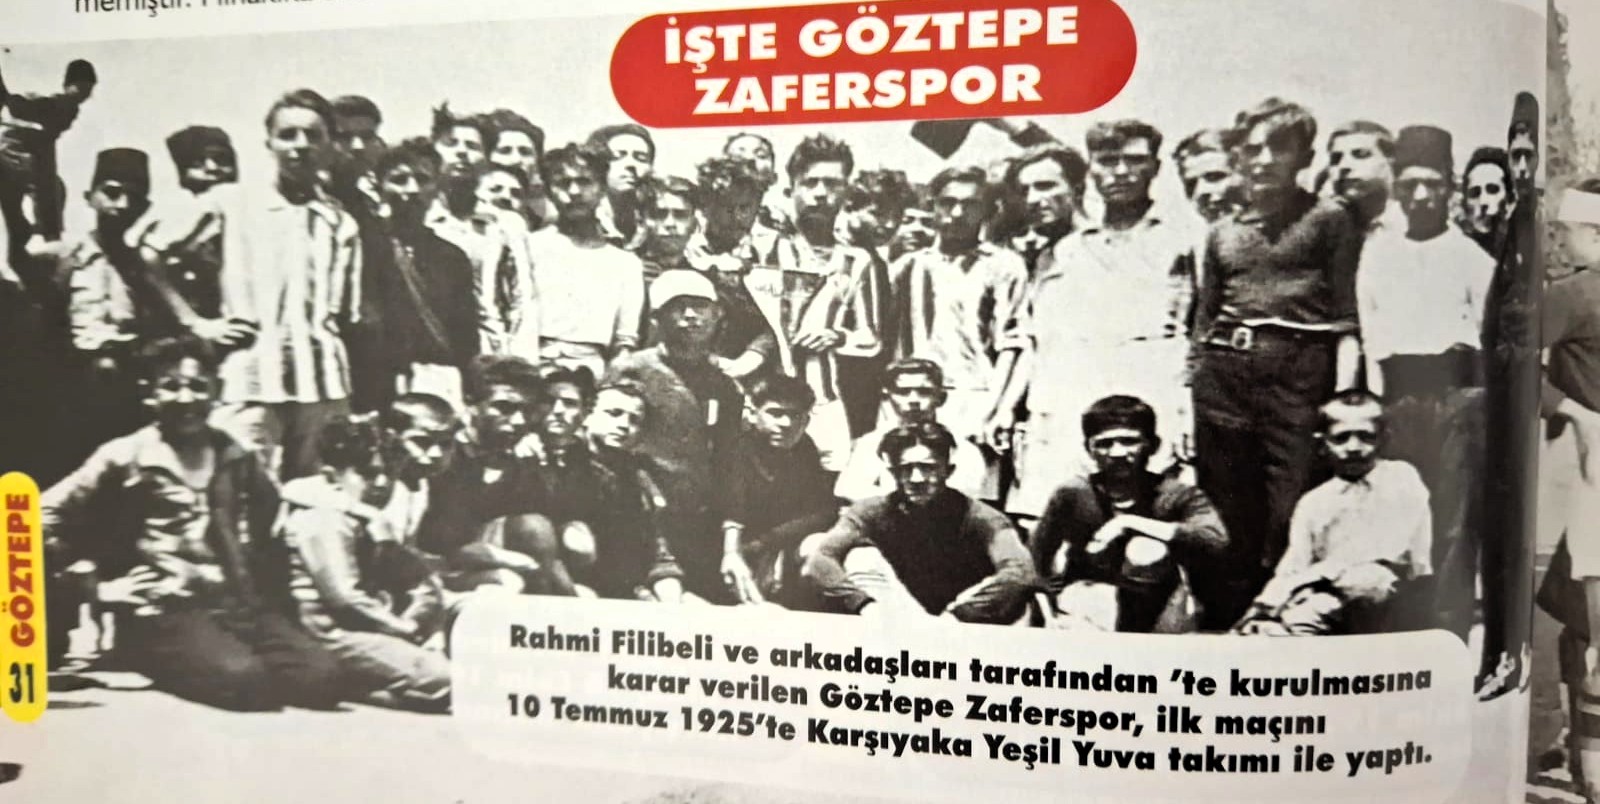 memiştir.
İŞTE GÖZTEPE
ZAFERSPOR
GÖZTEPE
31
Rahmi Filibeli ve arkadaşları tarafından 'te kurulmasına
karar verilen Göztepe Zaferspor, ilk maçını
10 Temmuz 1925'te Karşıyaka Yeşil Yuva takımı ile yaptı.